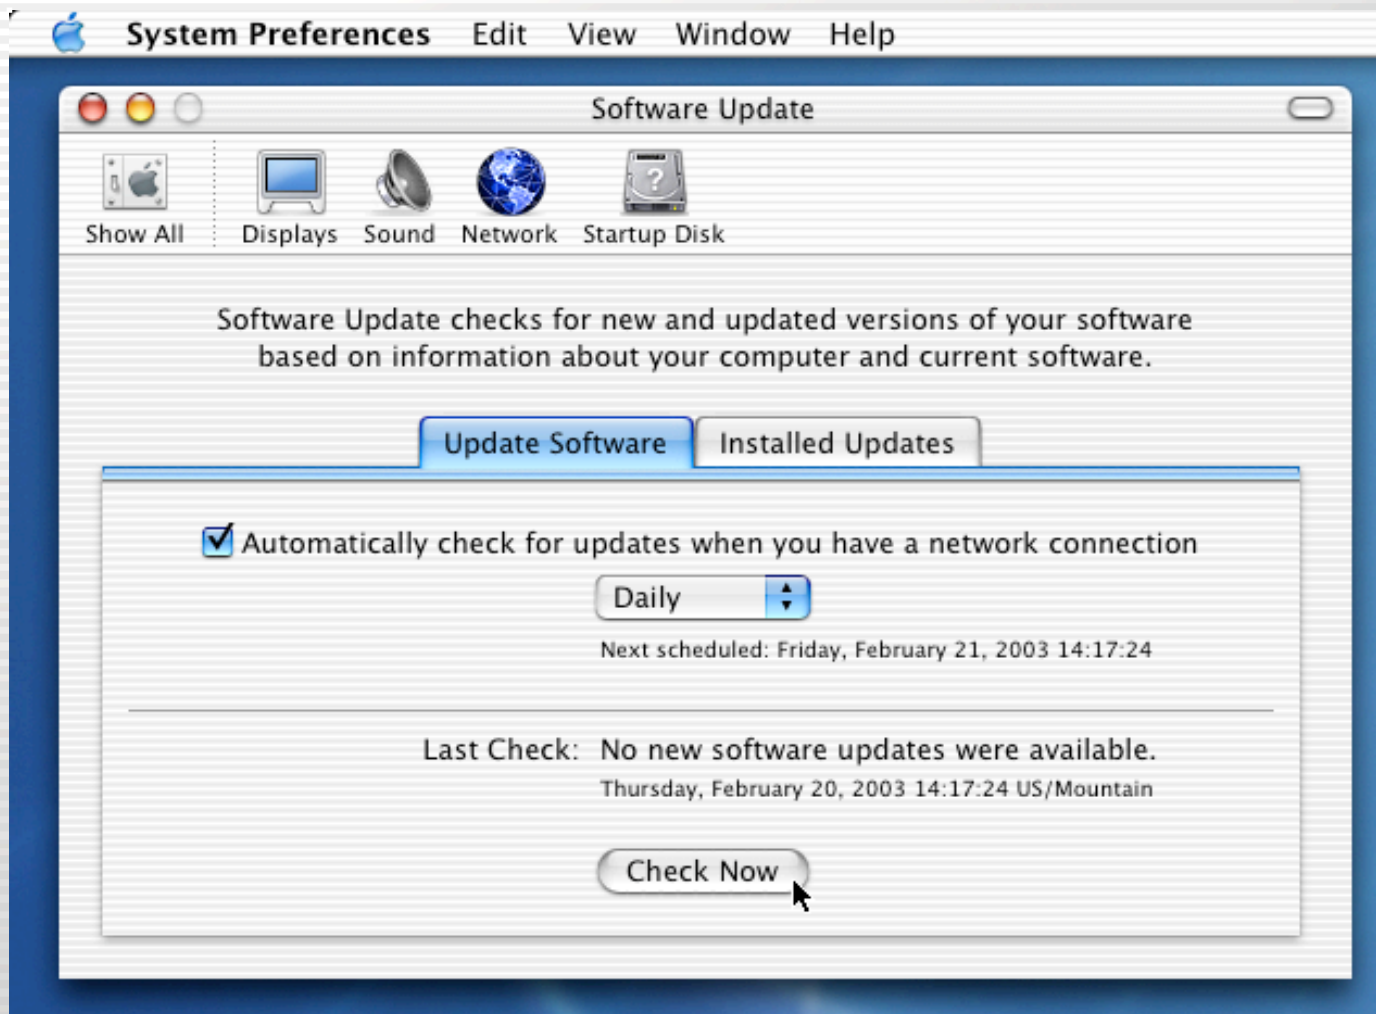 System Preferences Edit View Window Help
Software Update
Show All Displays Sound Network Startup Disk
Software Update checks for new and updated versions of your software
based on information about your computer and current software.
Update Software Installed Updates
Automatically check for updates when you have a network connection
Daily
Next scheduled: Friday, February 21, 2003 14:17:24
Last Check: No new software updates were available.
Thursday, February 20, 2003 14:17:24 US/Mountain
Check Now